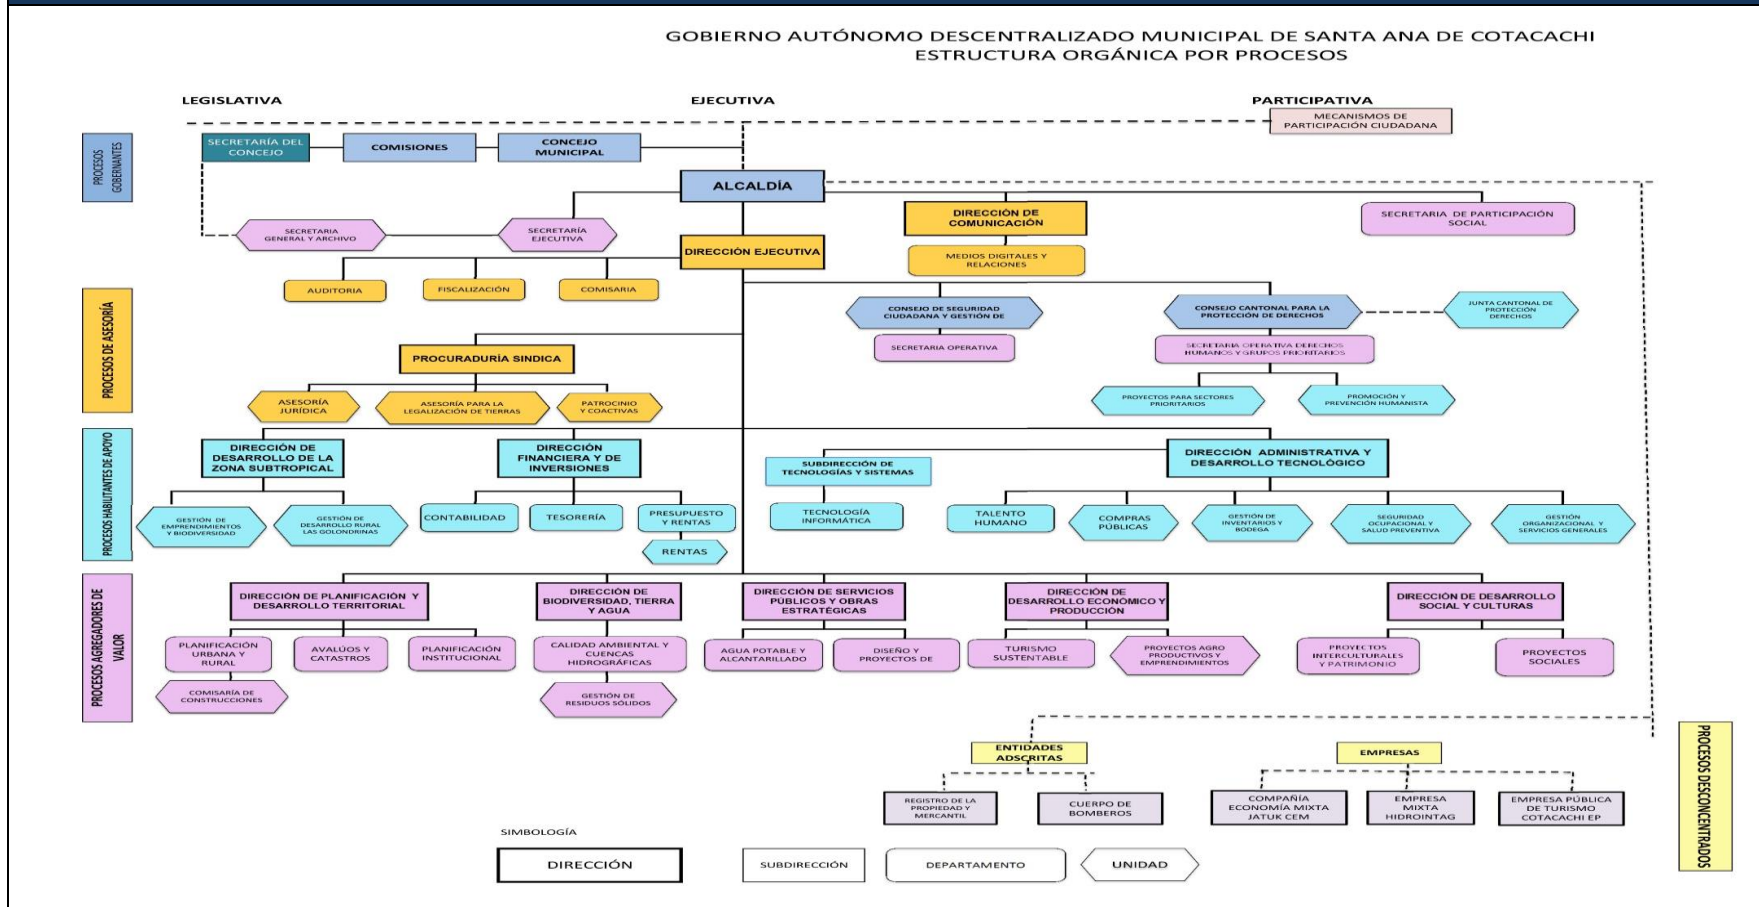 GOBIERNO AUTÓNOMO DESCENTRALIZADO MUNICIPAL DE SANTA ANA DE COTACACHI
ESTRUCTURA ORGÁNICA POR PROCESOS
LEGISLATIVA
EJECUTIVA
PARTICIPATIVA
MECANISMOS DE
PARTICIPACIÓN CIUDADANA
PROCESOS
GOBERNANTES
SECRETARÍA DEL
CONCEJO
COMISIONES
CONCEJO
MUNICIPAL
ALCALDÍA
SECRETARIA
GENERAL Y ARCHIVO
SECRETARÍA
EJECUTIVA
DIRECCIÓN DE
COMUNICACIÓN
SECRETARIA DE PARTICIPACIÓN
SOCIAL
DIRECCIÓN EJECUTIVA
MEDIOS DIGITALES Y
RELACIONES
PROCESOS DE ASESORÍA
AUDITORIA
FISCALIZACIÓN
COMISARIA
CONSEJO DE SEGURIDAD
CIUDADANA Y GESTIÓN DE
CONSEJO CANTONAL PARA LA
PROTECCIÓN DE DERECHOS
JUNTA CANTONAL DE
PROTECCIÓN
DERECHOS
SECRETARIA OPERATIVA
SECRETARIA OPERATIVA DERECHOS
HUMANOS Y GRUPOS PRIORITARIOS
PROCURADURÍA SINDICA
ASESORÍA
JURÍDICA
ASESORÍA PARA LA
LEGALIZACIÓN DE TIERRAS
PATROCINIO
Y COACTIVAS
PROYECTOS PARA SECTORES
PRIORITARIOS
PROMOCIÓN Y
PREVENCIÓN HUMANISTA
PROCESOS HABILITANTES DE APOYO
DIRECCIÓN DE
DESARROLLO DE LA
ZONA SUBTROPICAL
DIRECCIÓN
FINANCIERA Y DE
INVERSIONES
SUBDIRECCIÓN DE
TECNOLOGÍAS Y SISTEMAS
DIRECCIÓN ADMINISTRATIVA Y
DESARROLLO TECNOLÓGICO
GESTIÓN DE
EMPRENDIMIENTOS
Y BIODIVERSIDAD
GESTIÓN DE
DESARROLLO RURAL
LAS GOLONDRINAS
CONTABILIDAD
TESORERÍA
PRESUPUESTO
Y RENTAS
RENTAS
TECNOLOGÍA
INFORMÁTICA
TALENTO
HUMANO
COMPRAS
PÚBLICAS
GESTIÓN DE
INVENTARIOS Y
BODEGA
SEGURIDAD
OCUPACIONAL Y
SALUD PREVENTIVA
GESTIÓN
ORGANIZACIONAL Y
SERVICIOS GENERALES
PROCESOS AGREGADORES DE
VALOR
DIRECCIÓN DE PLANIFICACIÓN Y
DESARROLLO TERRITORIAL
DIRECCIÓN DE
BIODIVERSIDAD, TIERRA
Y AGUA
DIRECCIÓN DE SERVICIOS
PÚBLICOS Y OBRAS
ESTRATÉGICAS
DIRECCIÓN DE
DESARROLLO ECONÓMICO Y
PRODUCCIÓN
DIRECCIÓN DE DESARROLLO
SOCIAL Y CULTURAS
PLANIFICACIÓN
URBANA Y
RURAL
AVALÚOS Y
CATASTROS
PLANIFICACIÓN
INSTITUCIONAL
CALIDAD AMBIENTAL Y
CUENCAS
HIDROGRÁFICAS
AGUA POTABLE Y
ALCANTARILLADO
DISEÑO Y
PROYECTOS DE
TURISMO
SUSTENTABLE
PROYECTOS AGRO
PRODUCTIVOS Y
EMPRENDIMIENTOS
PROYECTOS
INTERCULTURALES
Y PATRIMONIO
PROYECTOS
SOCIALES
COMISARÍA DE
CONSTRUCCIONES
GESTIÓN DE
RESIDUOS SÓLIDOS
PROCESOS DESCONCENTRADOS
ENTIDADES
ADSCRITAS
EMPRESAS
REGISTRO DE LA
PROPIEDAD Y
MERCANTIL
CUERPO DE
BOMBEROS
COMPAÑÍA
ECONOMÍA MIXTA
JATUK CEM
EMPRESA
MIXTA
HIDROINTAG
EMPRESA PÚBLICA
DE TURISMO
COTACACHI EP
SIMBOLOGÍA
DIRECCIÓN
SUBDIRECCIÓN
DEPARTAMENTO
UNIDAD